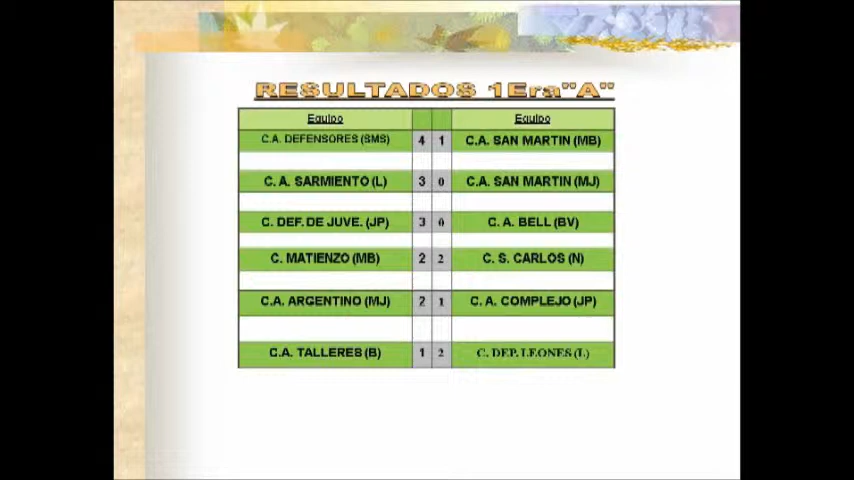 RESULTADOS 1Era"A"
Equipo Equipo
C.A. DEFENSORES (SMS) 4 1 C.A. SAN MARTIN (MB)
C. A. SARMIENTO (L) 3 0 C.A. SAN MARTIN (MJ)
C. DEF. DE JUVE. (JP) 3 0 C. A. BELL (BV)
C. MATIENZO (MB) 2 2 C. S. CARLOS (N)
C.A. ARGENTINO (MJ) 2 1 C. A. COMPLEJO (JP)
C.A. TALLERES (B) 1 2 C. DEP. LEONES (L)